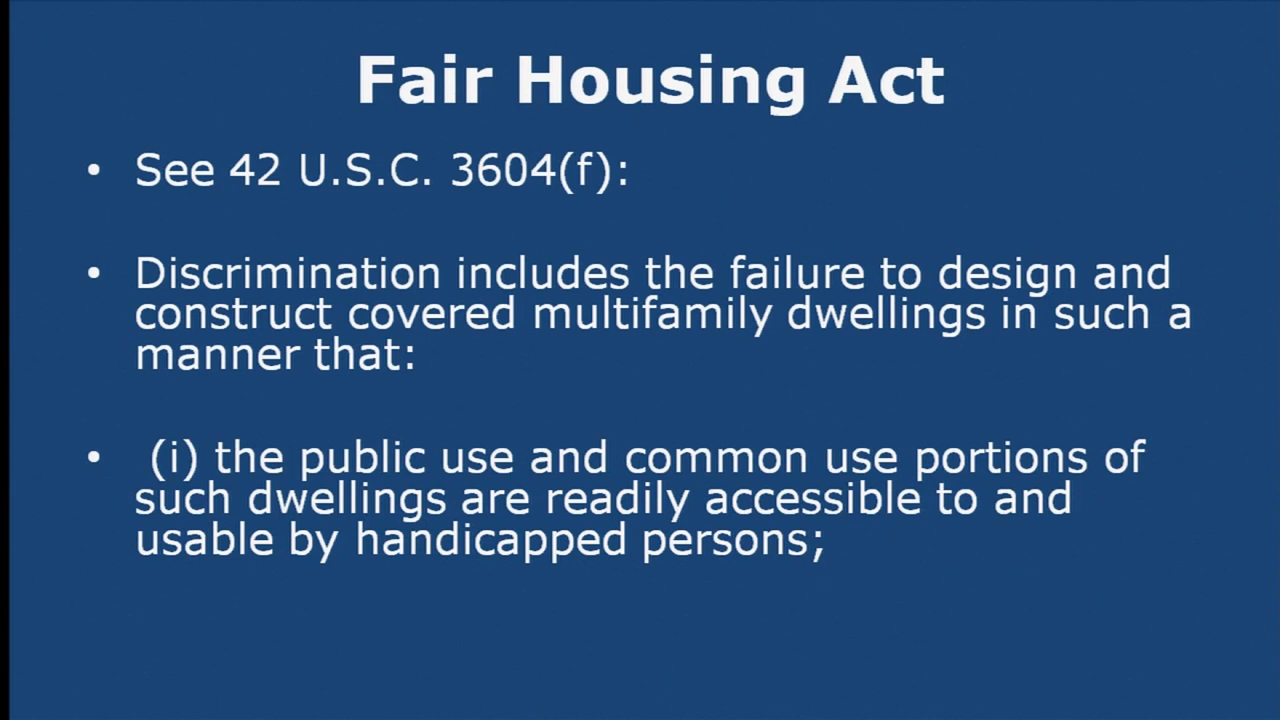 Fair Housing Act
• See 42 U.S.C. 3604(f):
• Discrimination includes the failure to design and
construct covered multifamily dwellings in such a
manner that:
• (i) the public use and common use portions of
such dwellings are readily accessible to and
usable by handicapped persons;